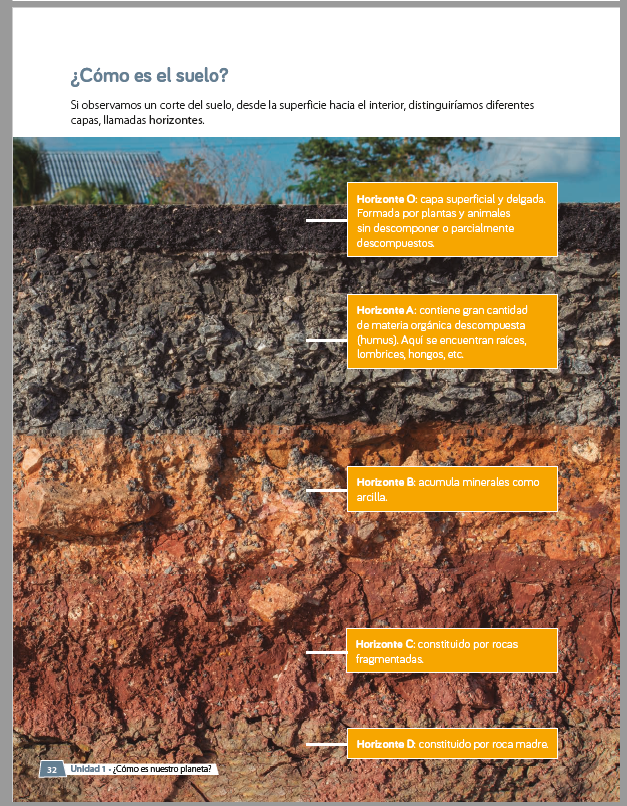 ¿Cómo es el suelo?
Si observamos un corte del suelo, desde la superficie hacia el interior, distinguiríamos diferentes
capas, llamadas horizontes.
Horizonte O: capa superficial y delgada.
Formada por plantas y animales
sin descomponer o parcialmente
descompuestos.
Horizonte A: contiene gran cantidad
de materia orgánica descompuesta
(humus). Aquí se encuentran raíces,
lombrices, hongos, etc.
Horizonte B: acumula minerales como
arcilla.
Horizonte C: constituido por rocas
fragmentadas.
Horizonte D: constituido por roca madre.
32 Unidad 1 - ¿Cómo es nuestro planeta?